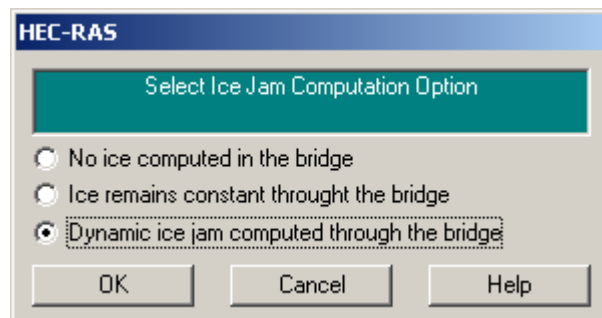 HEC-RAS
Select Ice Jam Computation Option
No ice computed in the bridge
Ice remains constant throught the bridge
Dynamic ice jam computed through the bridge
OK Cancel Help